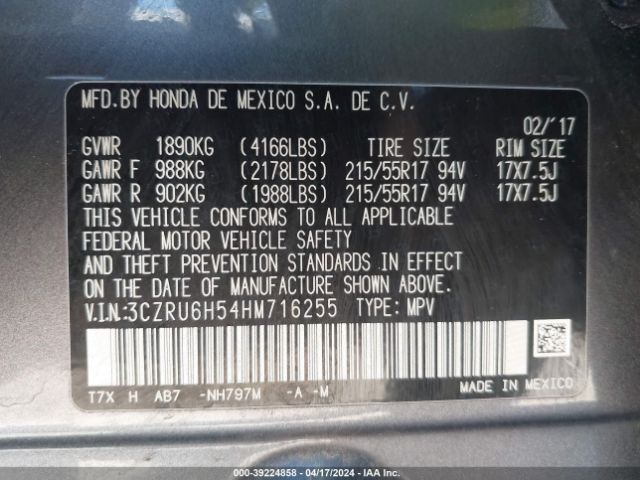 MFD.BY HONDA DE MEXICO S.A. DE C.V.
02/'17
GVWR 1890KG (4166LBS) TIRE SIZE RIM SIZE
GAWR F 988KG (2178LBS) 215/55R17 94V 17X7.5J
GAWR R 902KG (1988LBS) 215/55R17 94V 17X7.5J
THIS VEHICLE CONFORMS TO ALL APPLICABLE
FEDERAL MOTOR VEHICLE SAFETY
AND THEFT PREVENTION STANDARDS IN EFFECT
ON THE DATE OF MANUFACTURE SHOWN ABOVE.
V.I.N:3CZRU6H54HM716255 TYPE: MPV
T7X H AB7 -NH797M -A -M MADE IN MEXICO
000-39224858 - 04/17/2024 - IAA Inc.